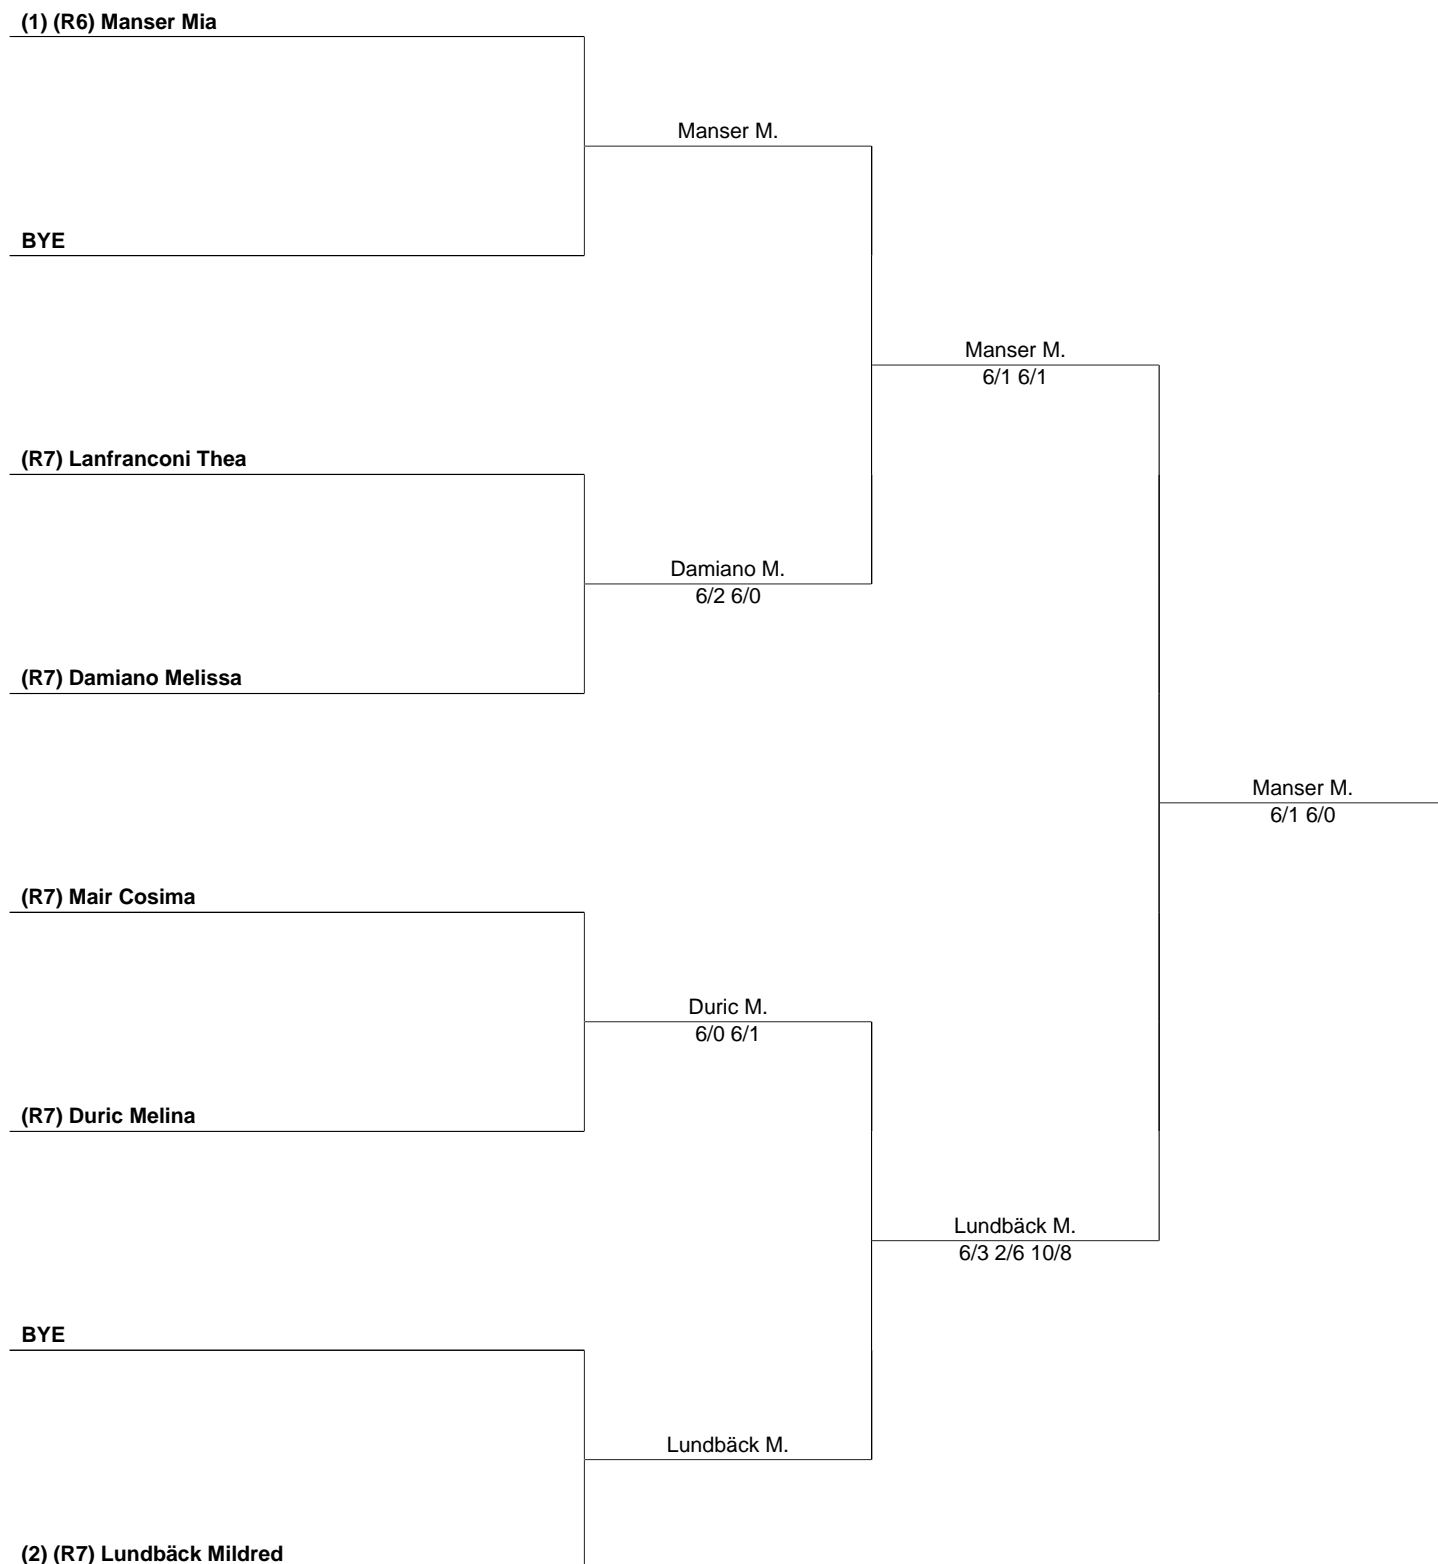 (1) (R6) Manser Mia
Manser M.
BYE
Manser M.
6/1 6/1
(R7) Lanfranconi Thea
Damiano M.
6/2 6/0
(R7) Damiano Melissa
Manser M.
6/1 6/0
(R7) Mair Cosima
Duric M.
6/0 6/1
(R7) Duric Melina
Lundbäck M.
6/3 2/6 10/8
BYE
Lundbäck M.
(2) (R7) Lundbäck Mildred